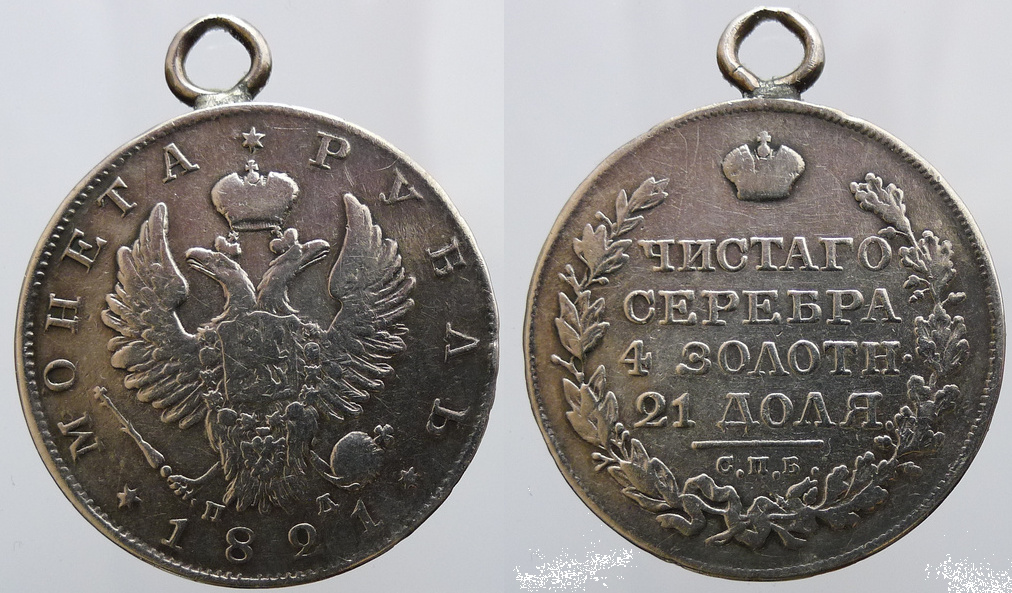 МОНЕТА РУБЛЬ
П Д
1821
ЧИСТАГО
СЕРЕБРА
4 ЗОЛОТН.
21 ДОЛЯ
С.П.Б.